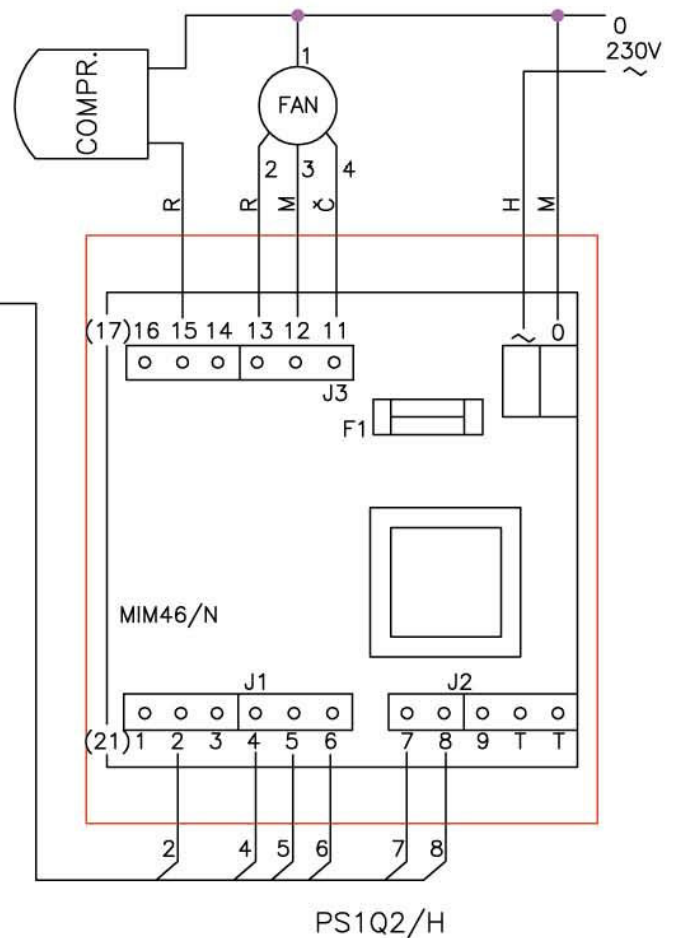 0
230V
~
COMPR.
1
FAN
2 3 4
R R M Č H M
(17) 16 15 14 13 12 11
~ 0
J3
F1
MIM46/N
J1 J2
(21) 1 2 3 4 5 6 7 8 9 T T
2 4 5 6 7 8
PS1Q2/H